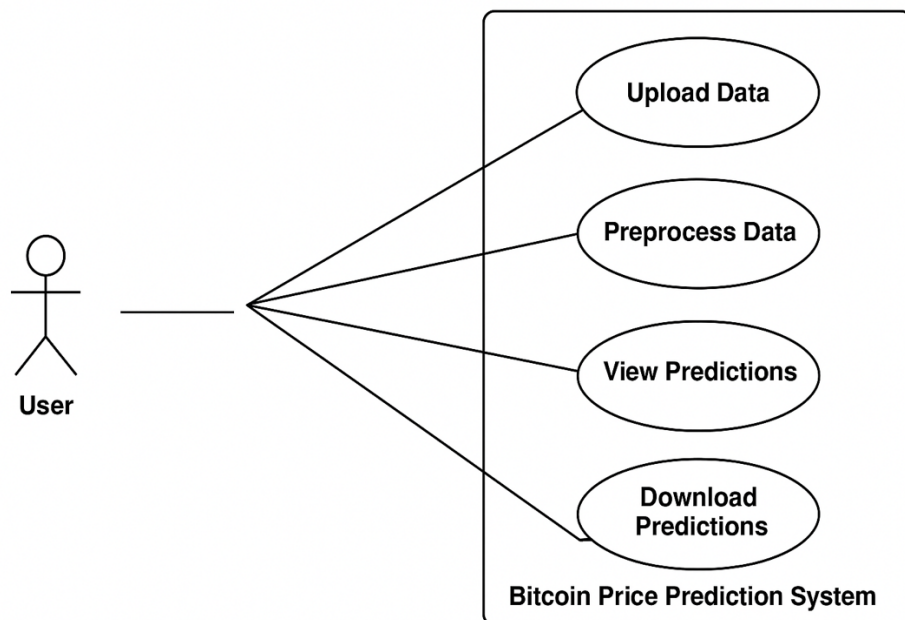 Upload Data
Preprocess Data
View Predictions
User
Download
Predictions
Bitcoin Price Prediction System